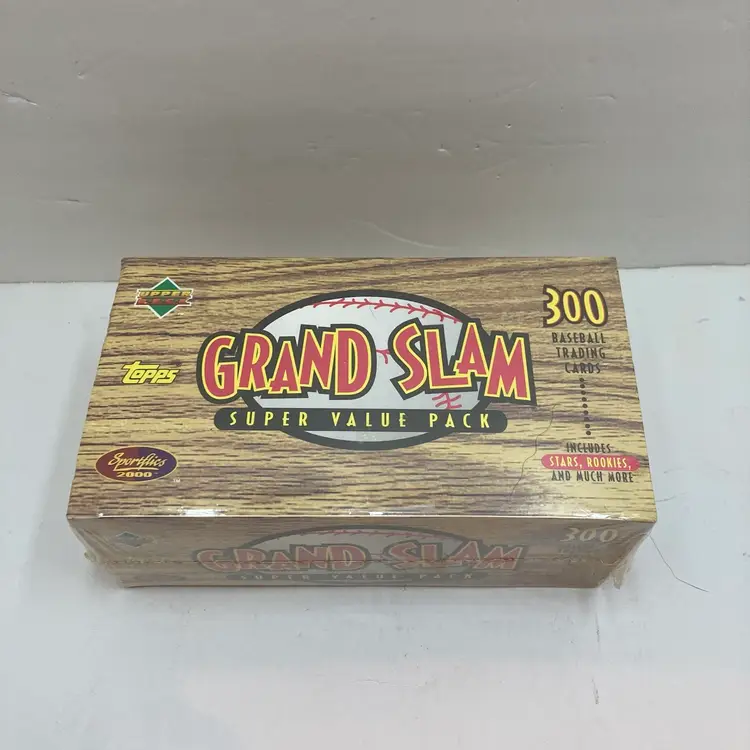 UPPER
DECK
topps
Sportflics
2000
TM
GRAND SLAM
SUPER VALUE PACK
300
BASEBALL
TRADING
CARDS
INCLUDES
STARS, ROOKIES,
AND MUCH MORE
GRAND SLAM
SUPER VALUE PACK
300